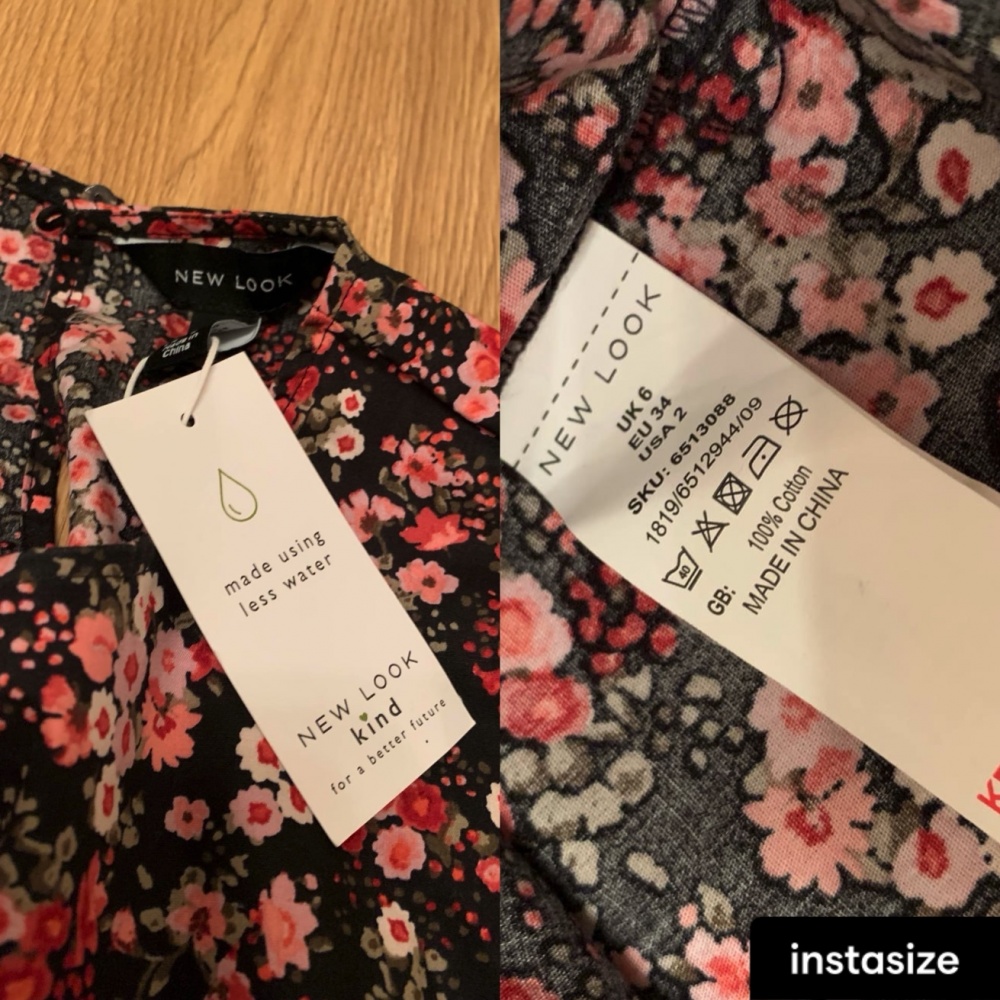 NEW LOOK
China
made using
less water
NEW LOOK
kind
for a better future
NEW LOOK
UK 6
EU 34
USA 2
SKU: 6513088
1819/6512944/09
40
100% Cotton
GB:
MADE IN CHINA
instasize